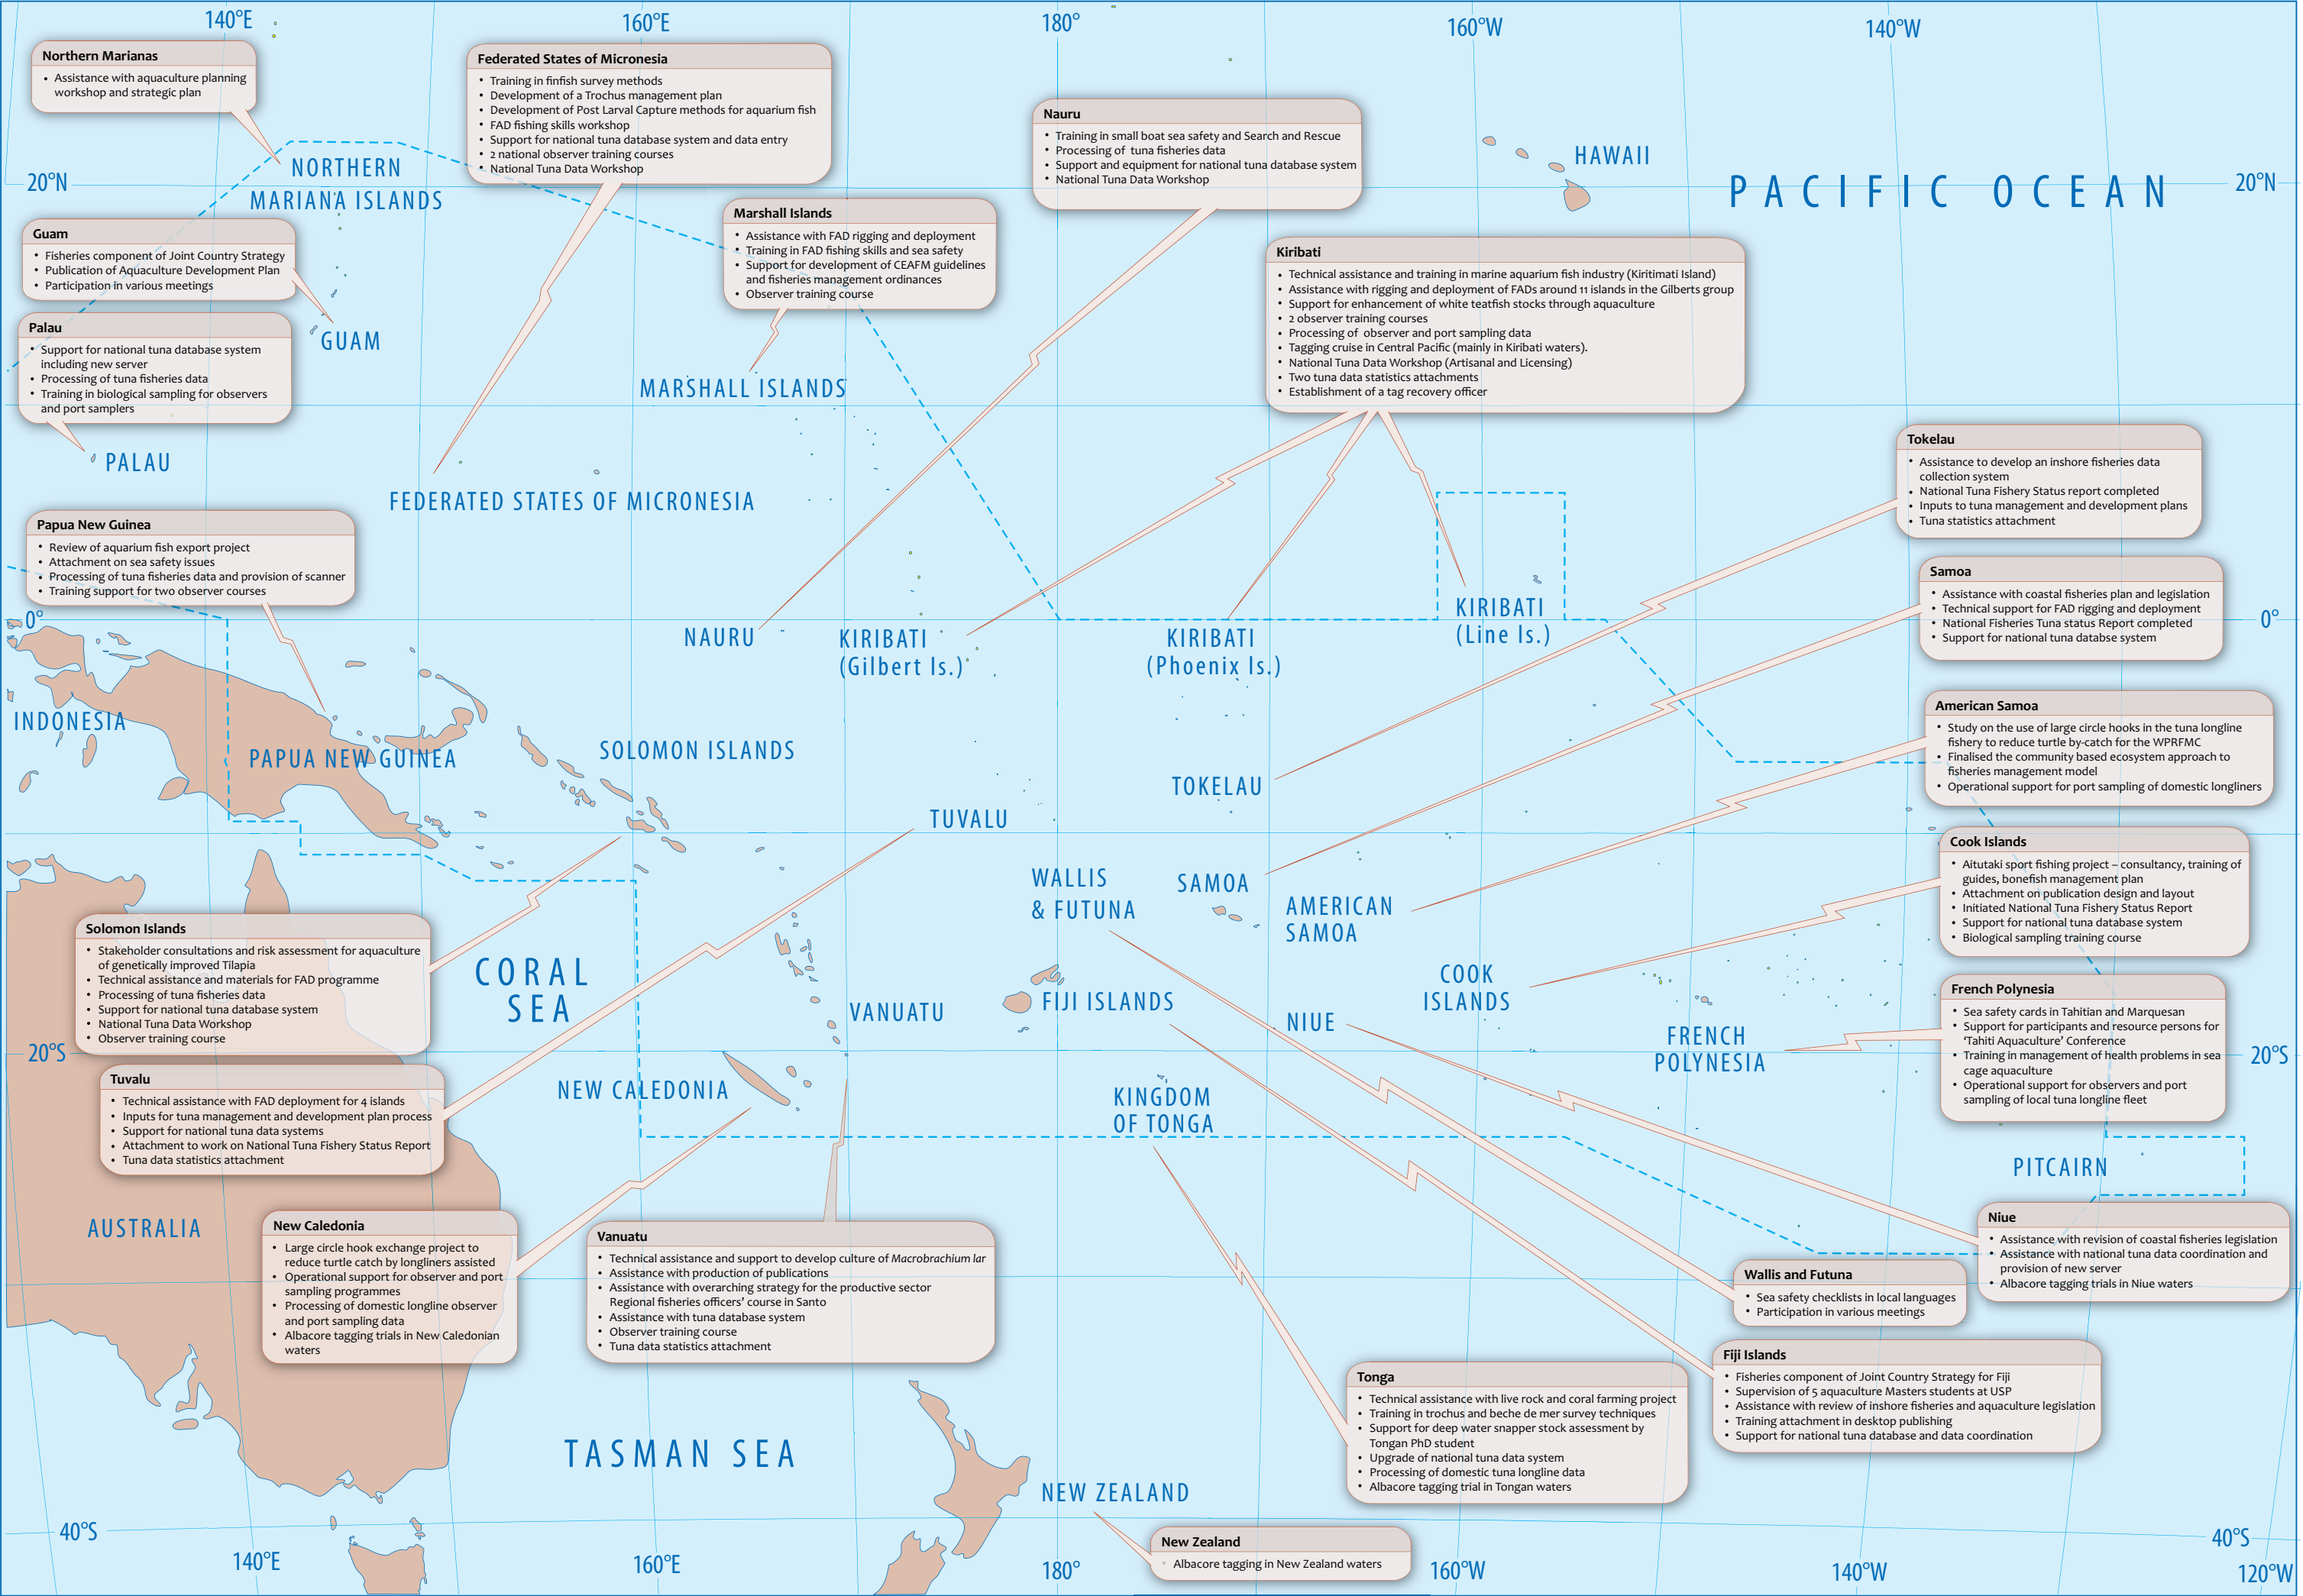 140°E
160°E
180°
160°W
140°W
Northern Marianas
• Assistance with aquaculture planning
workshop and strategic plan
Federated States of Micronesia
• Training in finfish survey methods
• Development of a Trochus management plan
• Development of Post Larval Capture methods for aquarium fish
• FAD fishing skills workshop
• Support for national tuna database system and data entry
• 2 national observer training courses
• National Tuna Data Workshop
Nauru
• Training in small boat sea safety and Search and Rescue
• Processing of tuna fisheries data
• Support and equipment for national tuna database system
• National Tuna Data Workshop
HAWAII
NORTHERN
MARIANA ISLANDS
20°N
PACIFIC OCEAN
20°N
Marshall Islands
• Assistance with FAD rigging and deployment
• Training in FAD fishing skills and sea safety
• Support for development of CEAFM guidelines
and fisheries management ordinances
• Observer training course
Guam
• Fisheries component of Joint Country Strategy
• Publication of Aquaculture Development Plan
• Participation in various meetings
Kiribati
• Technical assistance and training in marine aquarium fish industry (Kiritimati Island)
• Assistance with rigging and deployment of FADs around 11 islands in the Gilberts group
• Support for enhancement of white teatfish stocks through aquaculture
• 2 observer training courses
• Processing of observer and port sampling data
• Tagging cruise in Central Pacific (mainly in Kiribati waters).
• National Tuna Data Workshop (Artisanal and Licensing)
• Two tuna data statistics attachments
• Establishment of a tag recovery officer
GUAM
Palau
• Support for national tuna database system
including new server
• Processing of tuna fisheries data
• Training in biological sampling for observers
and port samplers
MARSHALL ISLANDS
PALAU
FEDERATED STATES OF MICRONESIA
Tokelau
• Assistance to develop an inshore fisheries data
collection system
• National Tuna Fishery Status report completed
• Inputs to tuna management and development plans
• Tuna statistics attachment
Papua New Guinea
• Review of aquarium fish export project
• Attachment on sea safety issues
• Processing of tuna fisheries data and provision of scanner
• Training support for two observer courses
Samoa
• Assistance with coastal fisheries plan and legislation
• Technical support for FAD rigging and deployment
• National Fisheries Tuna status Report completed
• Support for national tuna databse system
0°
0°
NAURU
KIRIBATI
(Gilbert Is.)
KIRIBATI
(Phoenix Is.)
KIRIBATI
(Line Is.)
INDONESIA
PAPUA NEW GUINEA
SOLOMON ISLANDS
TOKELAU
TUVALU
American Samoa
• Study on the use of large circle hooks in the tuna longline
fishery to reduce turtle by-catch for the WPRFMC
• Finalised the community based ecosystem approach to
fisheries management model
• Operational support for port sampling of domestic longliners
WALLIS
& FUTUNA
SAMOA
AMERICAN
SAMOA
Cook Islands
• Aitutaki sport fishing project – consultancy, training of
guides, bonefish management plan
• Attachment on publication design and layout
• Initiated National Tuna Fishery Status Report
• Support for national tuna database system
• Biological sampling training course
Solomon Islands
• Stakeholder consultations and risk assessment for aquaculture
of genetically improved Tilapia
• Technical assistance and materials for FAD programme
• Processing of tuna fisheries data
• Support for national tuna database system
• National Tuna Data Workshop
• Observer training course
CORAL
SEA
VANUATU
FIJI ISLANDS
NIUE
COOK
ISLANDS
FRENCH
POLYNESIA
French Polynesia
• Sea safety cards in Tahitian and Marquesan
• Support for participants and resource persons for
‘Tahiti Aquaculture’ Conference
• Training in management of health problems in sea
cage aquaculture
• Operational support for observers and port
sampling of local tuna longline fleet
20°S
20°S
Tuvalu
• Technical assistance with FAD deployment for 4 islands
• Inputs for tuna management and development plan process
• Support for national tuna data systems
• Attachment to work on National Tuna Fishery Status Report
• Tuna data statistics attachment
NEW CALEDONIA
KINGDOM
OF TONGA
PITCAIRN
AUSTRALIA
New Caledonia
• Large circle hook exchange project to
reduce turtle catch by longliners assisted
• Operational support for observer and port
sampling programmes
• Processing of domestic longline observer
and port sampling data
• Albacore tagging trials in New Caledonian
waters
Vanuatu
• Technical assistance and support to develop culture of Macrobrachium lar
• Assistance with production of publications
• Assistance with overarching strategy for the productive sector
Regional fisheries officers’ course in Santo
• Assistance with tuna database system
• Observer training course
• Tuna data statistics attachment
Niue
• Assistance with revision of coastal fisheries legislation
• Assistance with national tuna data coordination and
provision of new server
• Albacore tagging trials in Niue waters
Wallis and Futuna
• Sea safety checklists in local languages
• Participation in various meetings
Fiji Islands
• Fisheries component of Joint Country Strategy for Fiji
• Supervision of 5 aquaculture Masters students at USP
• Assistance with review of inshore fisheries and aquaculture legislation
• Training attachment in desktop publishing
• Support for national tuna database and data coordination
Tonga
• Technical assistance with live rock and coral farming project
• Training in trochus and beche de mer survey techniques
• Support for deep water snapper stock assessment by
Tongan PhD student
• Upgrade of national tuna data system
• Processing of domestic tuna longline data
• Albacore tagging trial in Tongan waters
TASMAN SEA
NEW ZEALAND
New Zealand
• Albacore tagging in New Zealand waters
40°S
40°S
140°E
160°E
180°
160°W
140°W
120°W